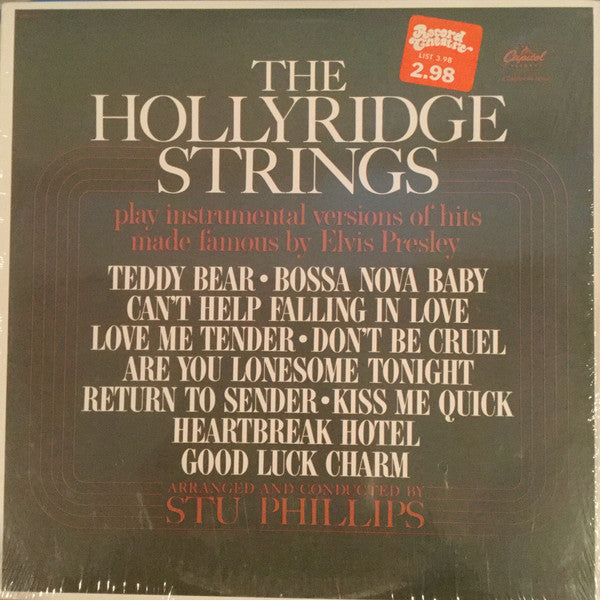 Record
Theatre
LIST 3.98
2.98
Capitol
THE
HOLLYRIDGE
STRINGS
play instrumental versions of hits
made famous by Elvis Presley
TEDDY BEAR • BOSSA NOVA BABY
CAN'T HELP FALLING IN LOVE
LOVE ME TENDER • DON'T BE CRUEL
ARE YOU LONESOME TONIGHT
RETURN TO SENDER • KISS ME QUICK
HEARTBREAK HOTEL
GOOD LUCK CHARM
ARRANGED AND CONDUCTED BY
STU PHILLIPS